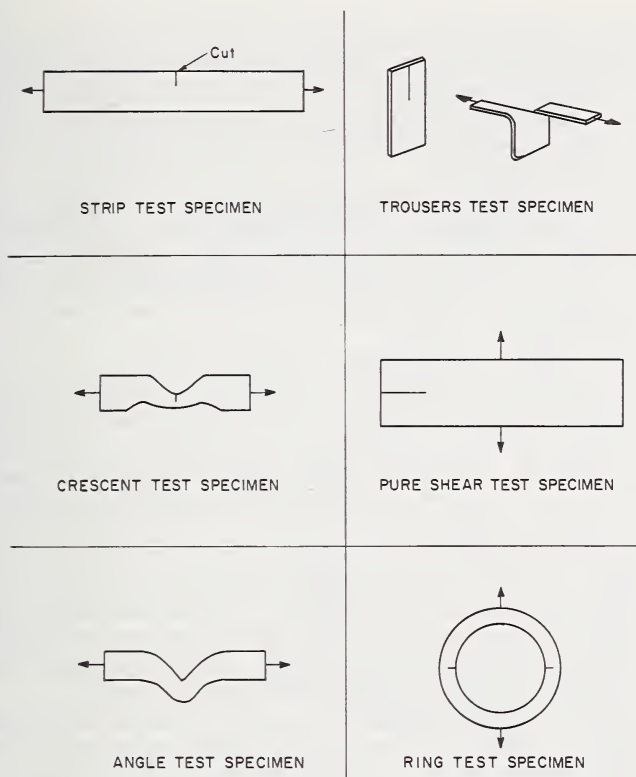 Cut
STRIP TEST SPECIMEN
TROUSERS TEST SPECIMEN
CRESCENT TEST SPECIMEN
PURE SHEAR TEST SPECIMEN
ANGLE TEST SPECIMEN
RING TEST SPECIMEN